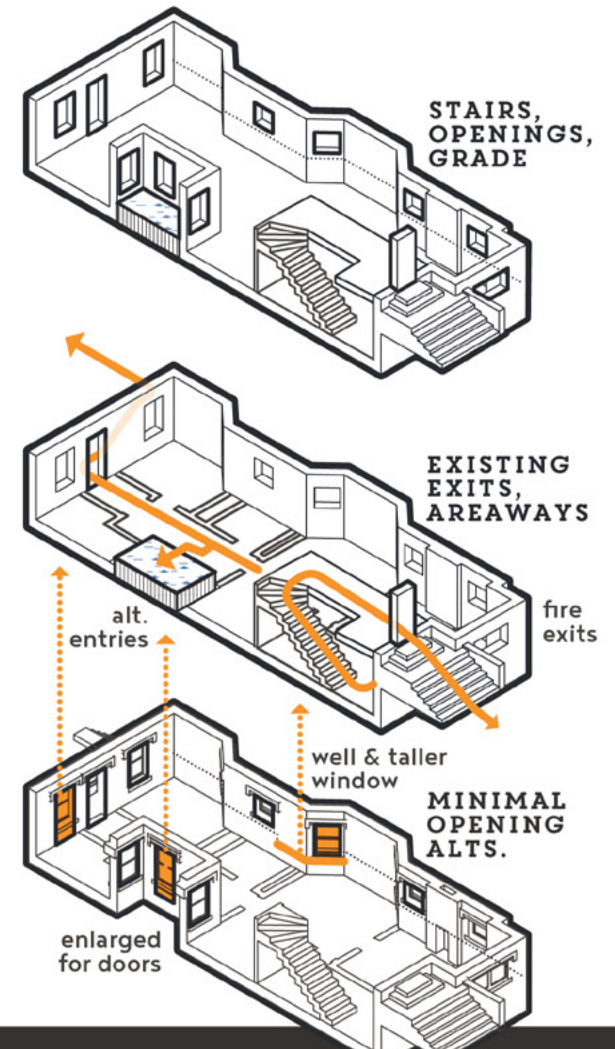 STAIRS,
OPENINGS,
GRADE
EXISTING
EXITS,
AREAWAYS
alt.
entries
fire
exits
well & taller
window
MINIMAL
OPENING
ALTS.
enlarged
for doors